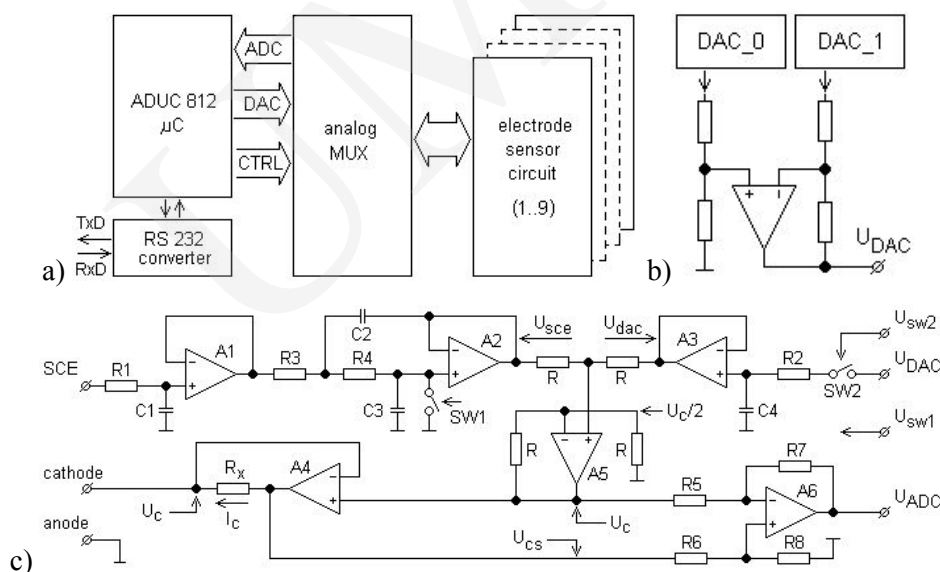 ADUC 812
µC
ADC
DAC
CTRL
analog
MUX
electrode
sensor
circuit
(1..9)
TxD
RxD
RS 232
converter
a)
DAC_0
DAC_1
+
−
U_DAC
b)
SCE
R1
C1
−
+
A1
R3
C2
R4
C3
SW1
−
+
A2
U_sce
R
U_dac
R
A3
−
+
C4
R2
SW2
U_sw2
U_DAC
U_sw1
U_c/2
R
−
+
A5
R
cathode
anode
U_c
R_x
I_c
A4
−
+
U_c
U_cs
R5
R6
R7
−
+
A6
R8
U_ADC
c)